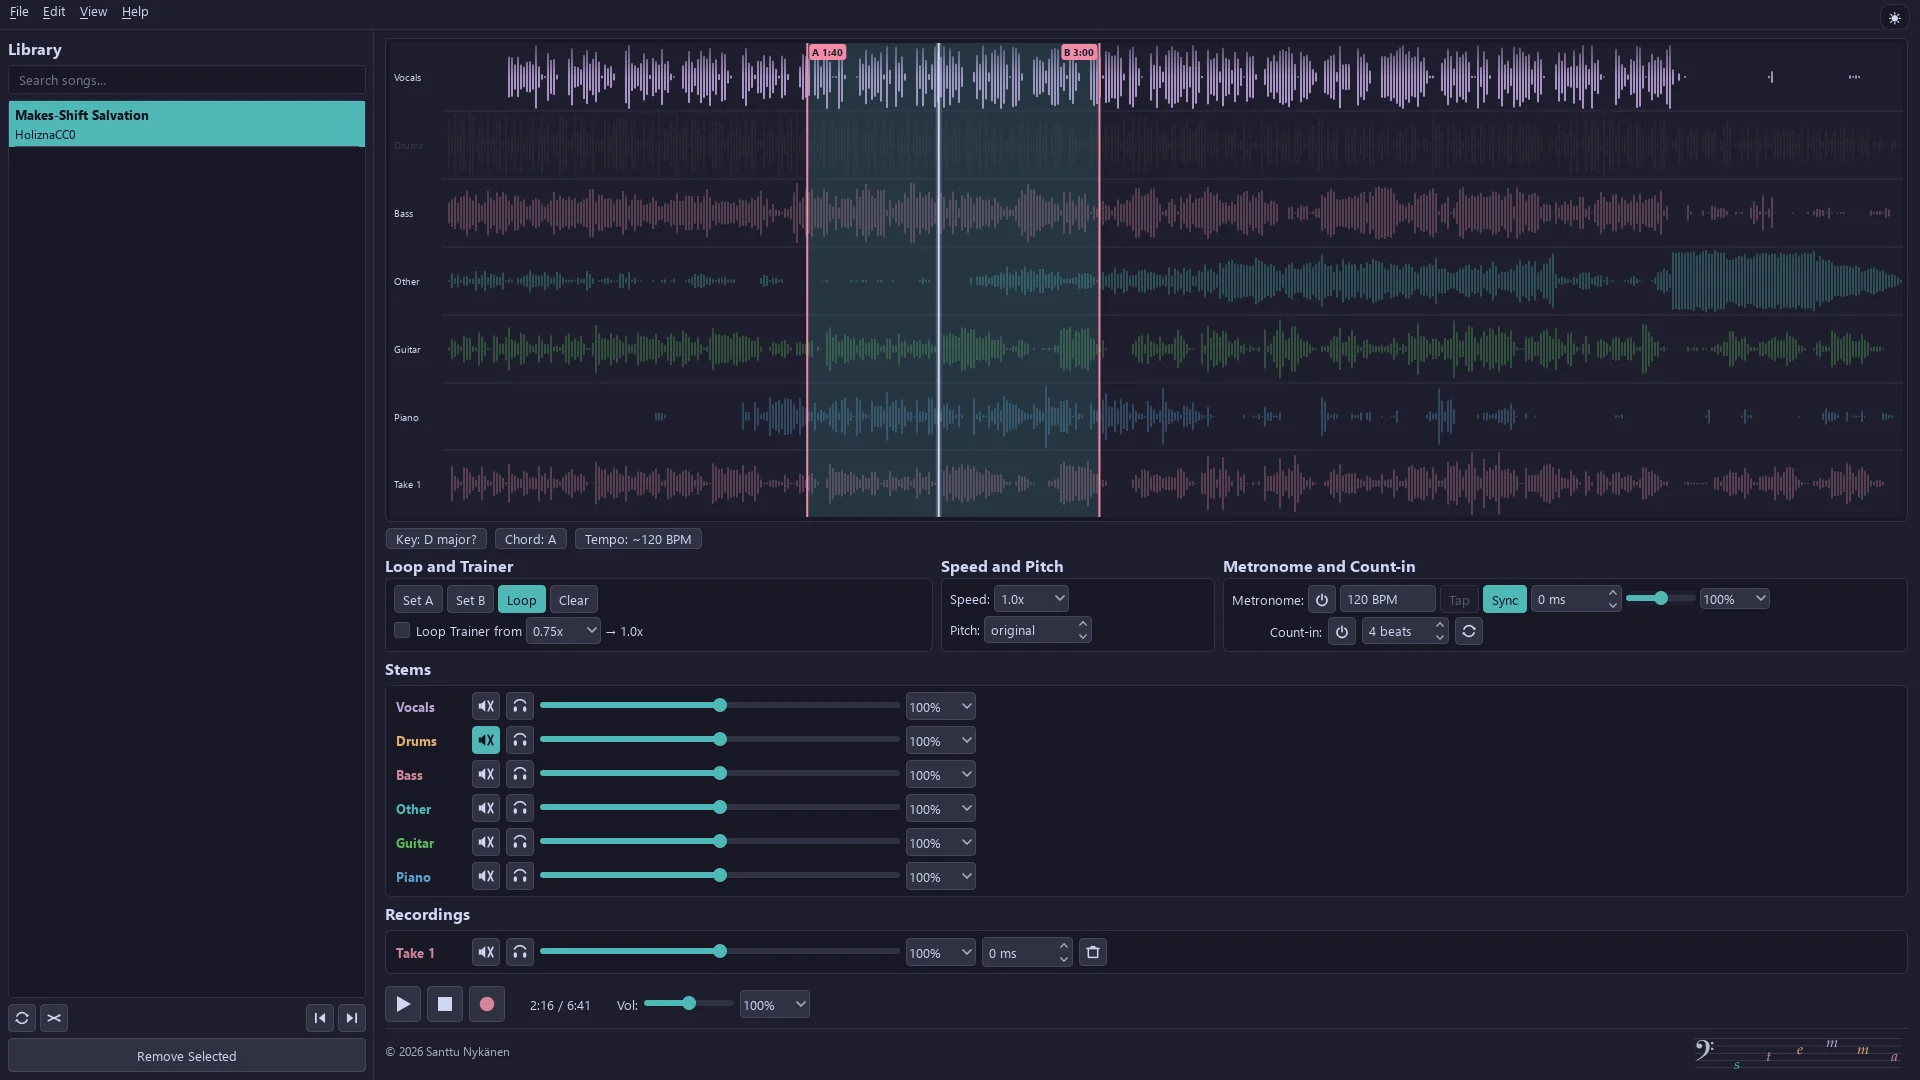 File Edit View Help
Library
Search songs...
Makes-Shift Salvation
HoliznaCC0
Remove Selected
A 1:40
B 3:00
Vocals
Drums
Bass
Other
Guitar
Piano
Take 1
Key: D major?
Chord: A
Tempo: ~120 BPM
Loop and Trainer
Set A
Set B
Loop
Clear
Loop Trainer from
0.75x
→ 1.0x
Speed and Pitch
Speed:
1.0x
Pitch:
original
Metronome and Count-in
Metronome:
120 BPM
Tap
Sync
0 ms
100%
Count-in:
4 beats
Stems
Vocals
100%
Drums
100%
Bass
100%
Other
100%
Guitar
100%
Piano
100%
Recordings
Take 1
100%
0 ms
2:16 / 6:41
Vol:
100%
© 2026 Santtu Nykänen
stemma